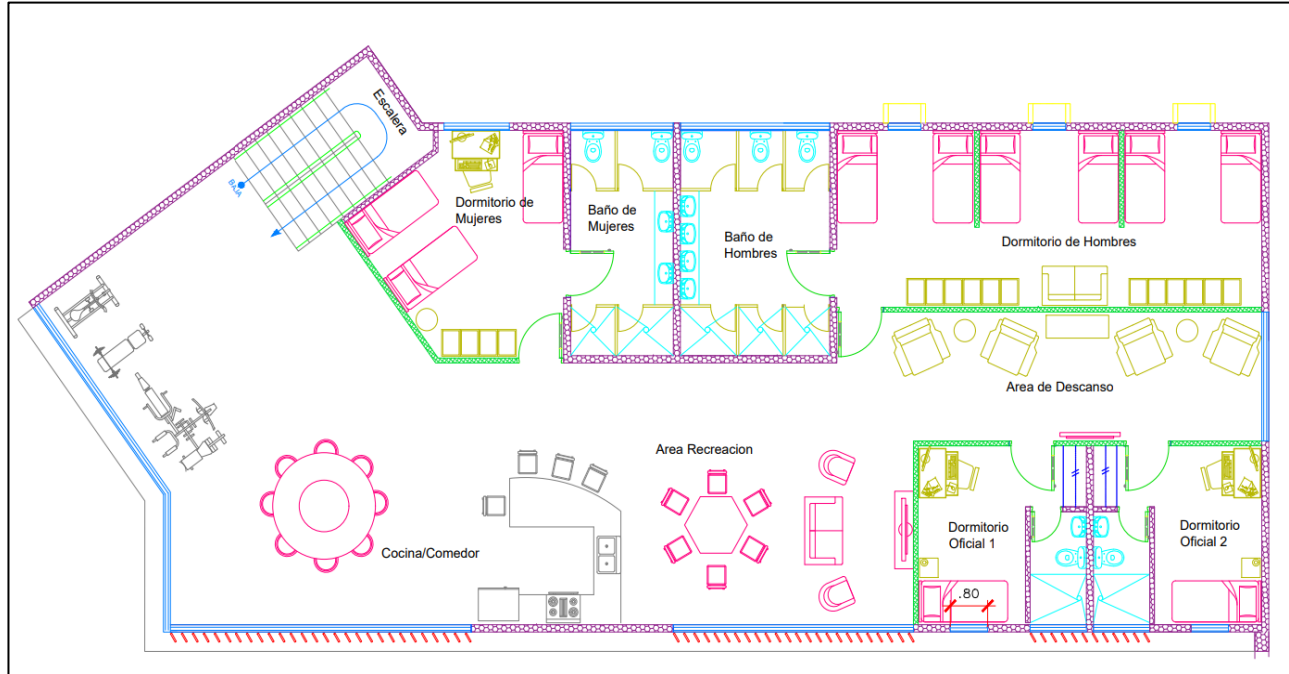 Escalera
BAJA
Dormitorio de
Mujeres
Baño de
Mujeres
Baño de
Hombres
Dormitorio de Hombres
Area de Descanso
Area Recreacion
Cocina/Comedor
Dormitorio
Oficial 1
Dormitorio
Oficial 2
.80